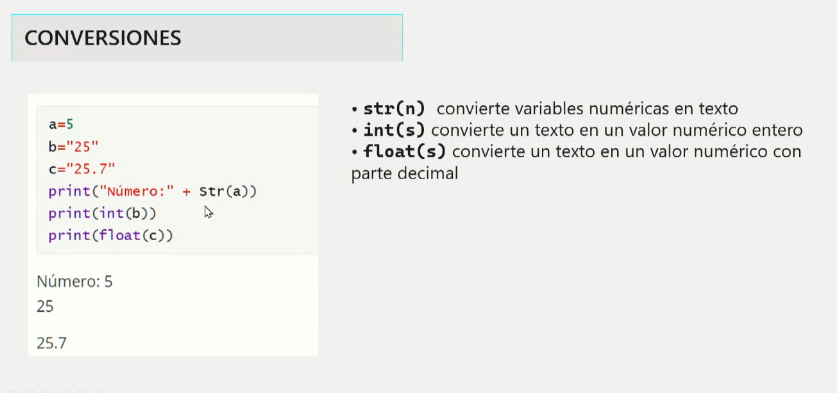 CONVERSIONES
a=5
b="25"
c="25.7"
print("Número:" + Str(a))
print(int(b))
print(float(c))
Número: 5
25
25.7
• str(n) convierte variables numéricas en texto
• int(s) convierte un texto en un valor numérico entero
• float(s) convierte un texto en un valor numérico con
parte decimal